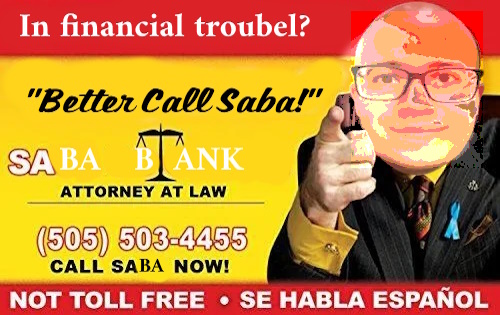 In financial troubel?
"Better Call Saba!"
SABA BANK
ATTORNEY AT LAW
(505) 503-4455
CALL SABA NOW!
NOT TOLL FREE • SE HABLA ESPAÑOL